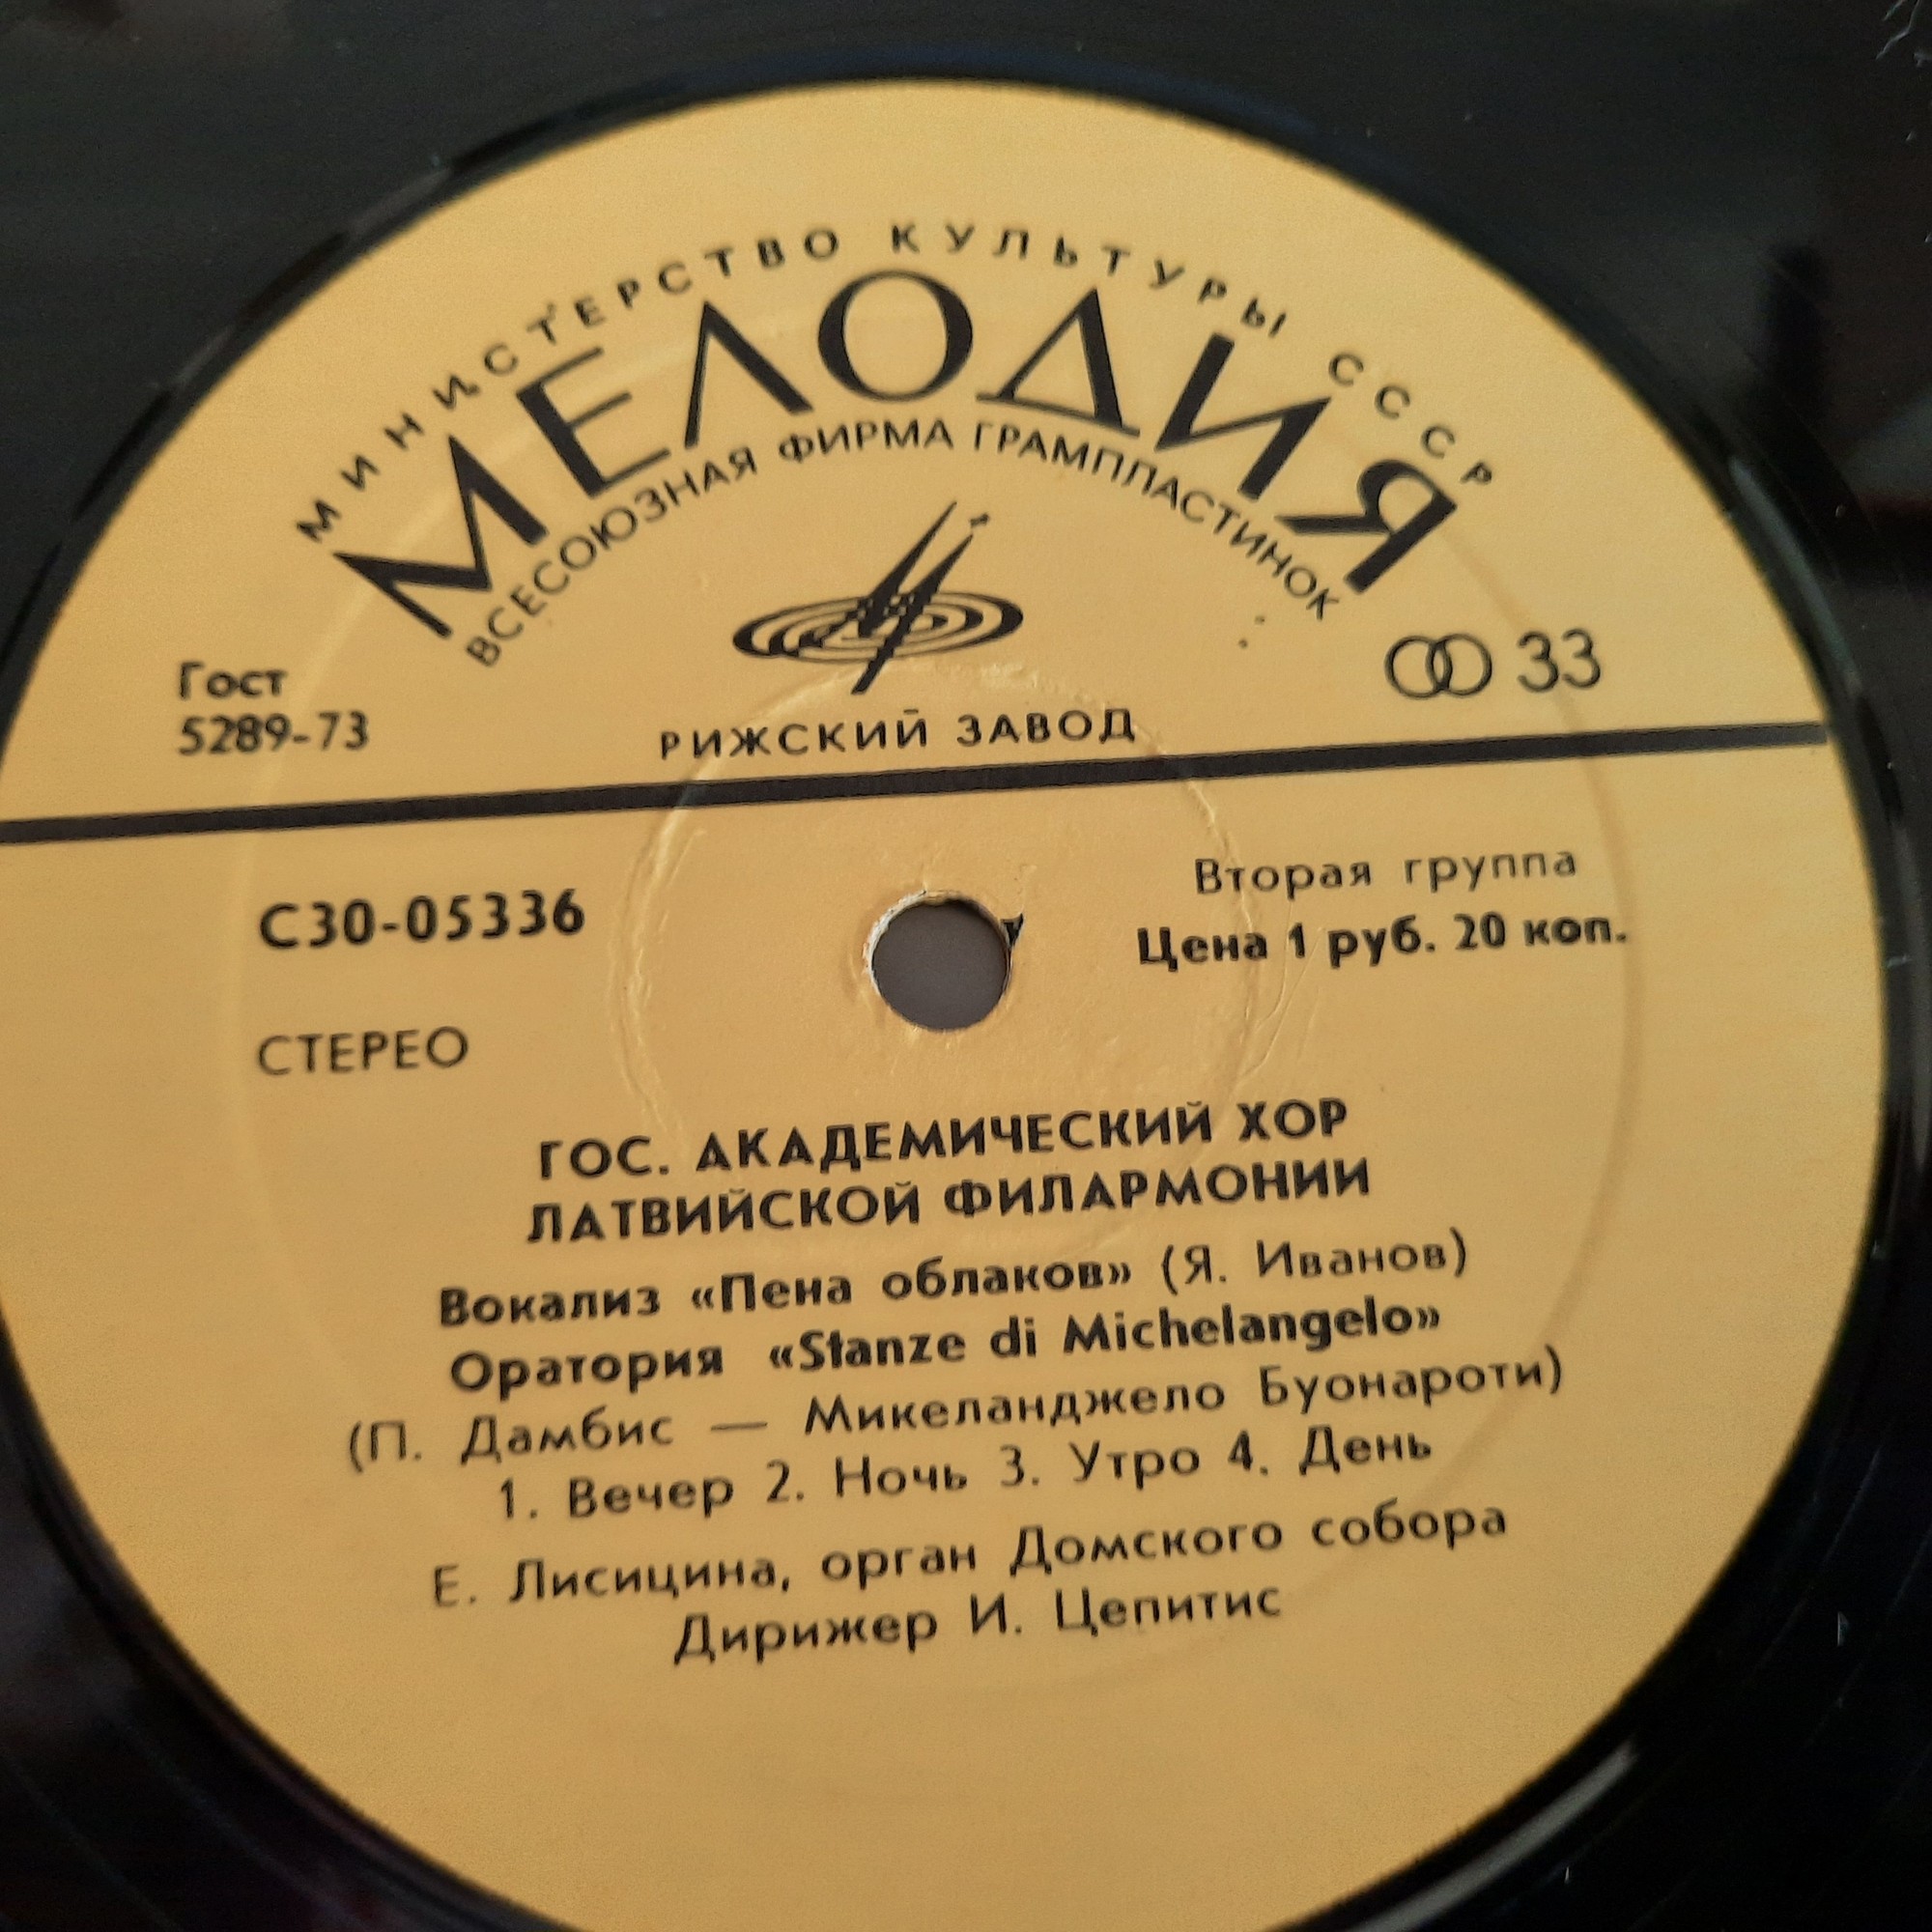 МИНИСТЕРСТВО КУЛЬТУРЫ СССР
МЕЛОДИЯ
ВСЕСОЮЗНАЯ ФИРМА ГРАМПЛАСТИНОК
Гост
5289-73
33
РИЖСКИЙ ЗАВОД
С30-05336
Вторая группа
Цена 1 руб. 20 коп.
СТЕРЕО
ГОС. АКАДЕМИЧЕСКИЙ ХОР
ЛАТВИЙСКОЙ ФИЛАРМОНИИ
Вокализ «Пена облаков» (Я. Иванов)
Оратория «Stanze di Michelangelo»
(П. Дамбис — Микеланджело Буонароти)
1. Вечер 2. Ночь 3. Утро 4. День
Е. Лисицина, орган Домского собора
Дирижер И. Цепитис